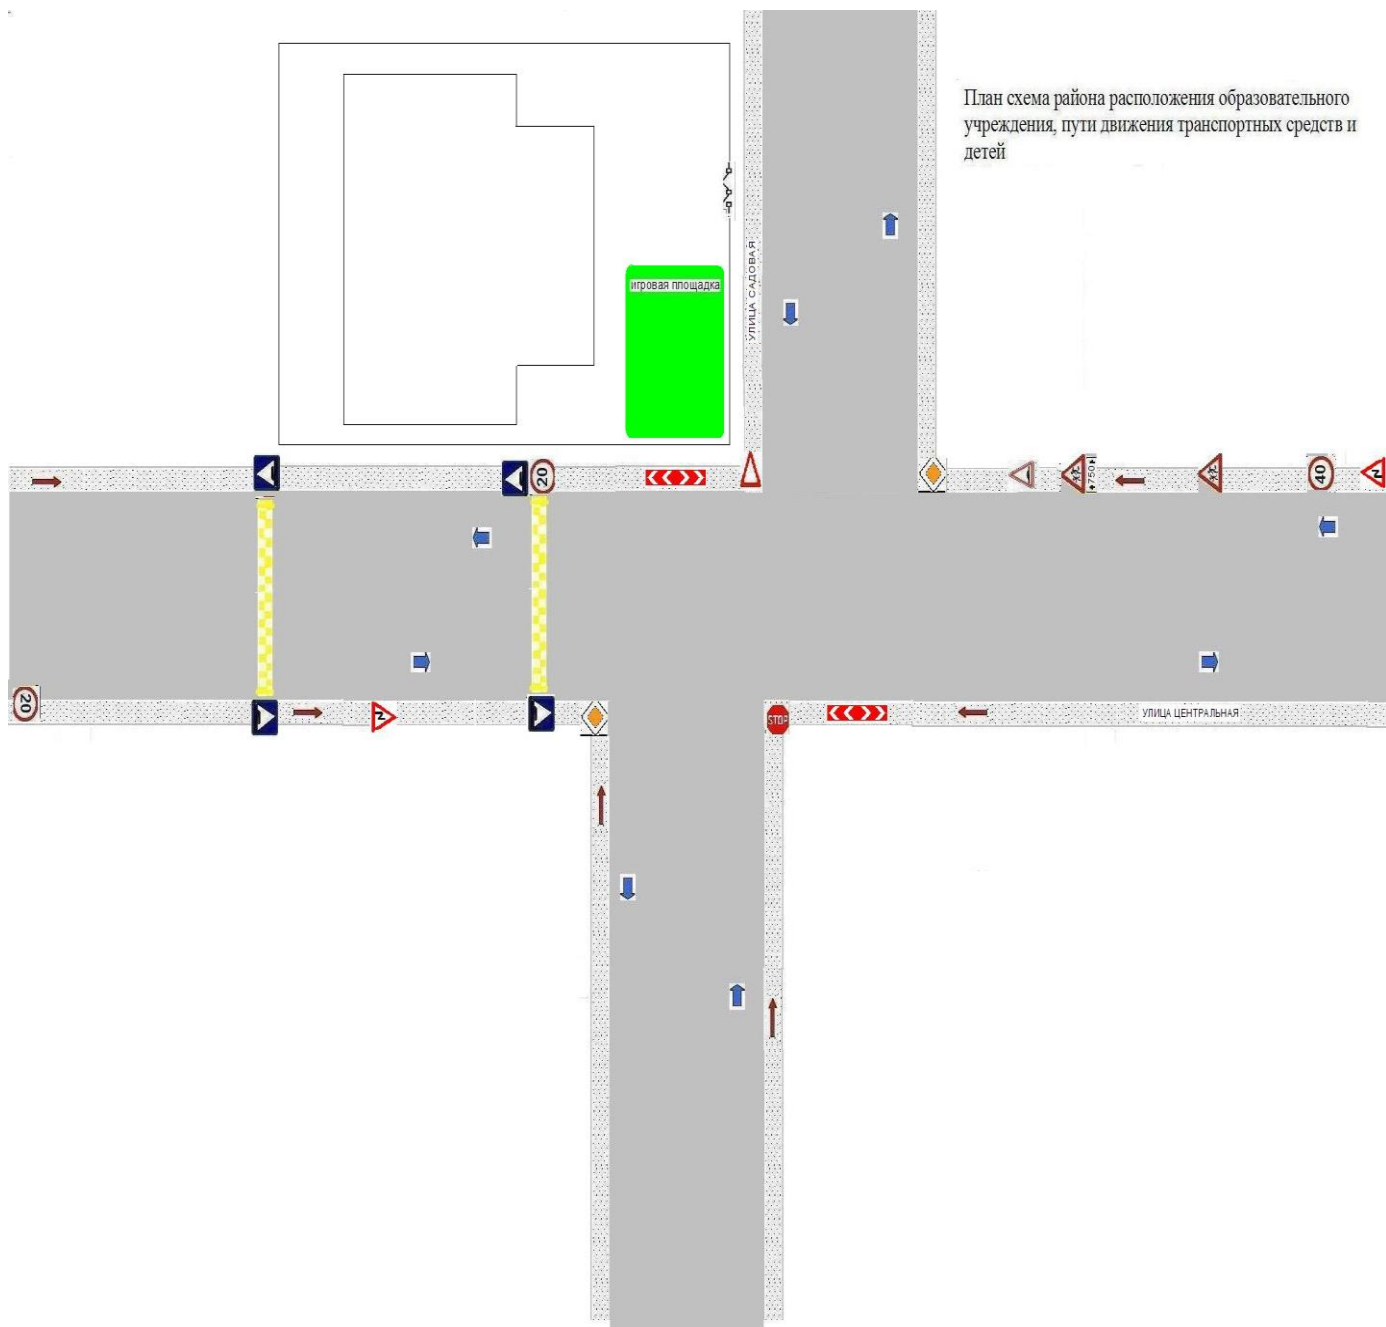 План схема района расположения образовательного
учреждения, пути движения транспортных средств и
детей
игровая площадка
УЛИЦА САДОВАЯ
20
750
40
20
STOP
УЛИЦА ЦЕНТРАЛЬНАЯ